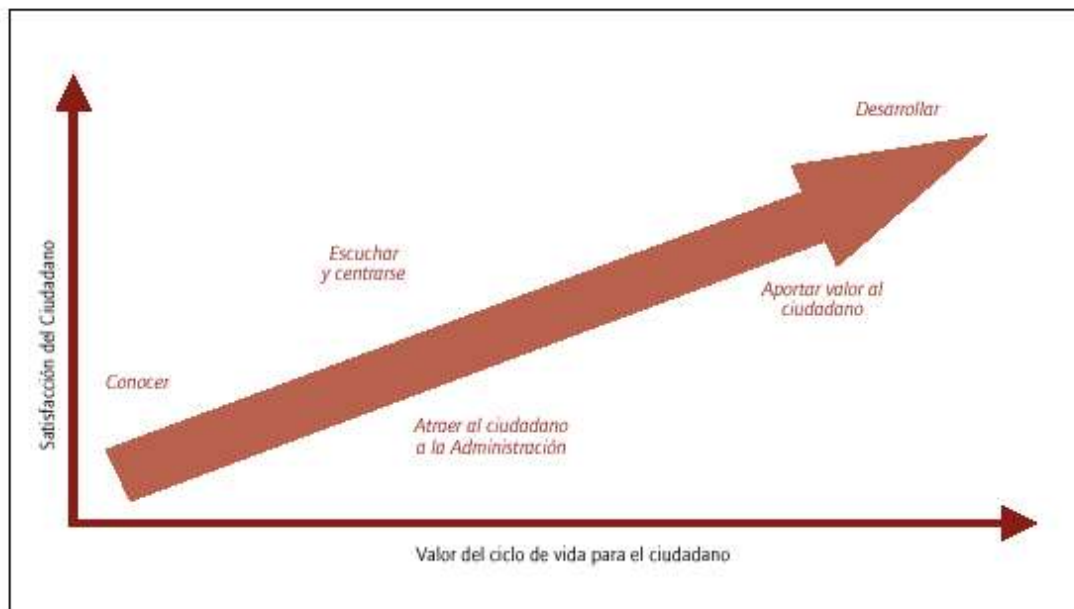 Desarrollar
Escuchar
y centrarse
Aportar valor al
ciudadano
Conocer
Atraer al ciudadano
a la Administración
Satisfacción del Ciudadano
Valor del ciclo de vida para el ciudadano